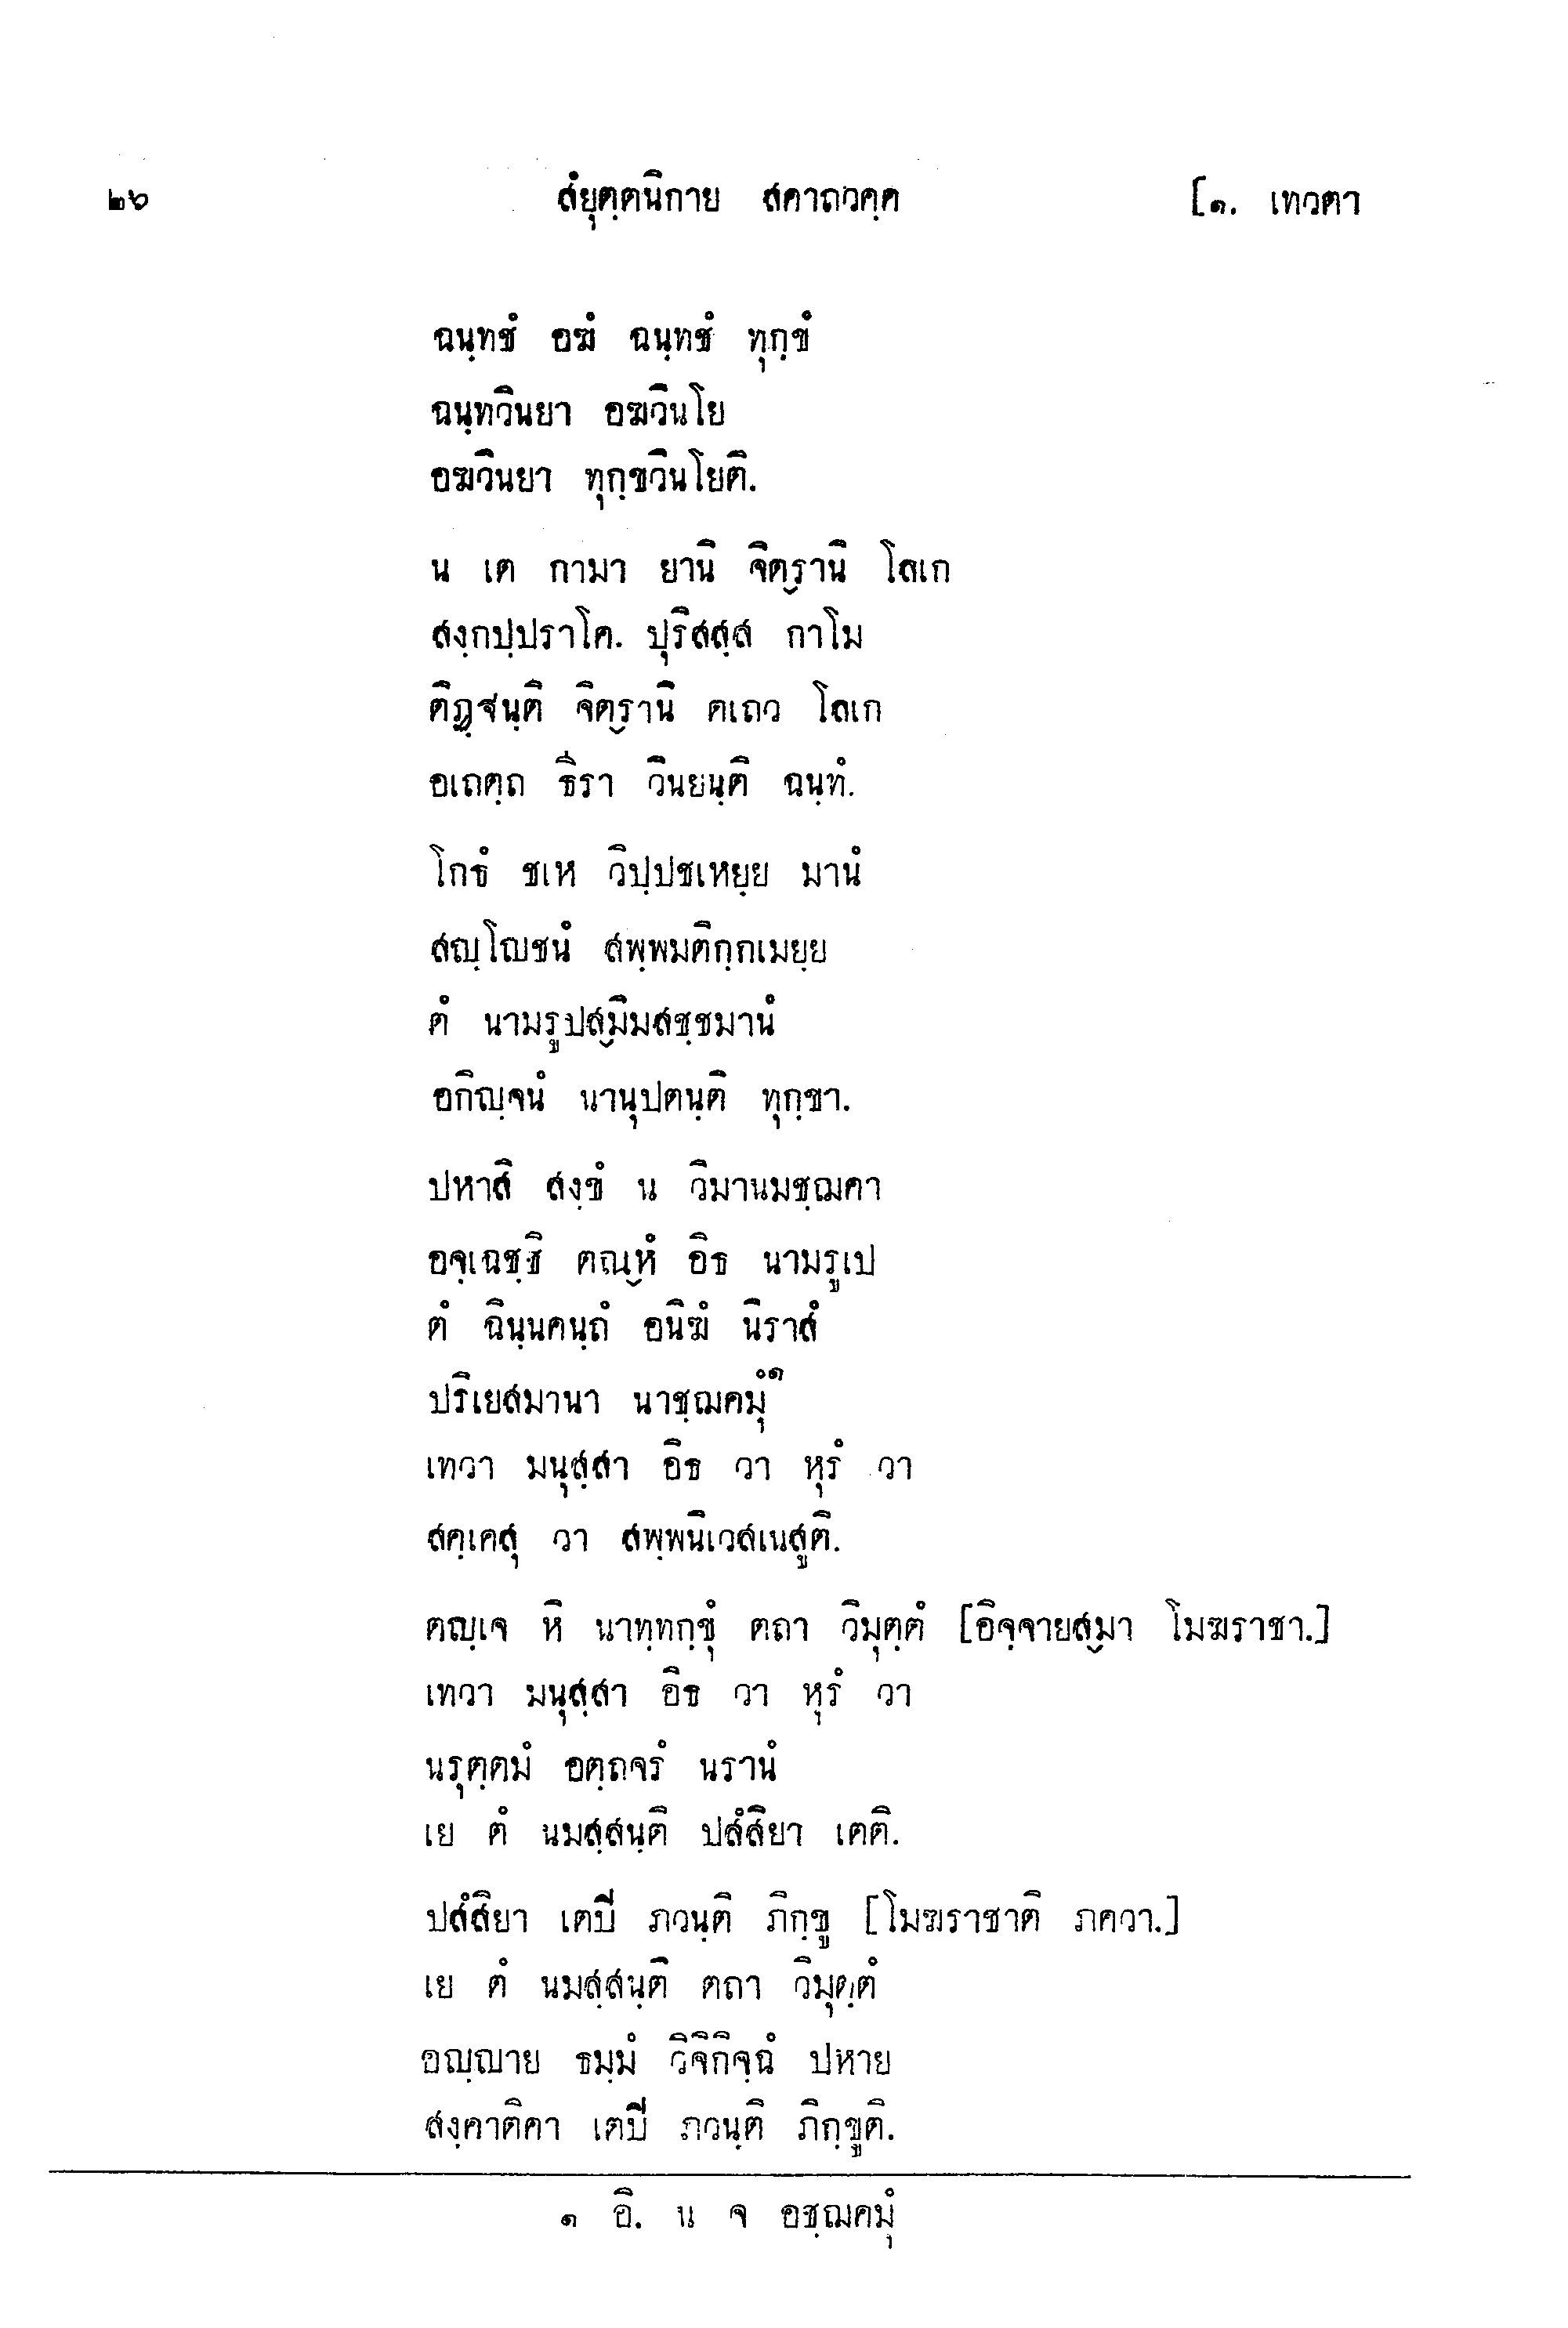 ๒๖ สํยุตฺตนิกาย สคาถวคฺค [๑. เทวตา
ฉนฺทชํ อฆํ ฉนฺทชํ ทุกฺขํ
ฉนฺทวินยา อฆวินโย
อฆวินยา ทุกฺขวินโยติ.
น เต กามา ยานิ จิตฺรานิ โลเก
สงฺกปฺปราโค. ปุริสสฺส กาโม
ติฏฺฐนฺติ จิตฺรานิ ตเถว โลเก
อเถตฺถ ธีรา วินยนฺติ ฉนฺทํ.
โกธํ ชเห วิปฺปชเหยฺย มานํ
สญฺโญชนํ สพฺพมติกฺกเมยฺย
ตํ นามรูปสฺมิมสชฺชมานํ
อกิญฺจนํ นานุปตนฺติ ทุกฺขา.
ปหาสิ สงฺขํ น วิมานมชฺฌคา
อจฺเฉชฺชิ ตณฺหํ อิธ นามรูเป
ตํ ฉินฺนคนฺถํ อนิฆํ นิราสํ
ปริเยสมานา นาชฺฌคมุํ๑
เทวา มนุสฺสา อิธ วา หุรํ วา
สคฺเคสุ วา สพฺพนิเวสเนสูติ.
ตญฺเจ หิ นาทฺทกฺขุํ ตถา วิมุตฺตํ [อิจฺจายสฺมา โมฆราชา.]
เทวา มนุสฺสา อิธ วา หุรํ วา
นรุตฺตมํ อตฺถจรํ นรานํ
เย ตํ นมสฺสนฺติ ปสํสิยา เตติ.
ปสํสิยา เตปิ ภวนฺติ ภิกฺขู [โมฆราชาติ ภควา.]
เย ตํ นมสฺสนฺติ ตถา วิมุตฺตํ
อญฺญาย ธมฺมํ วิจิกิจฺฉํ ปหาย
สงฺคาติคา เตปิ ภวนฺติ ภิกฺขูติ.
๑ อิ. น จ อชฺฌคมุํ